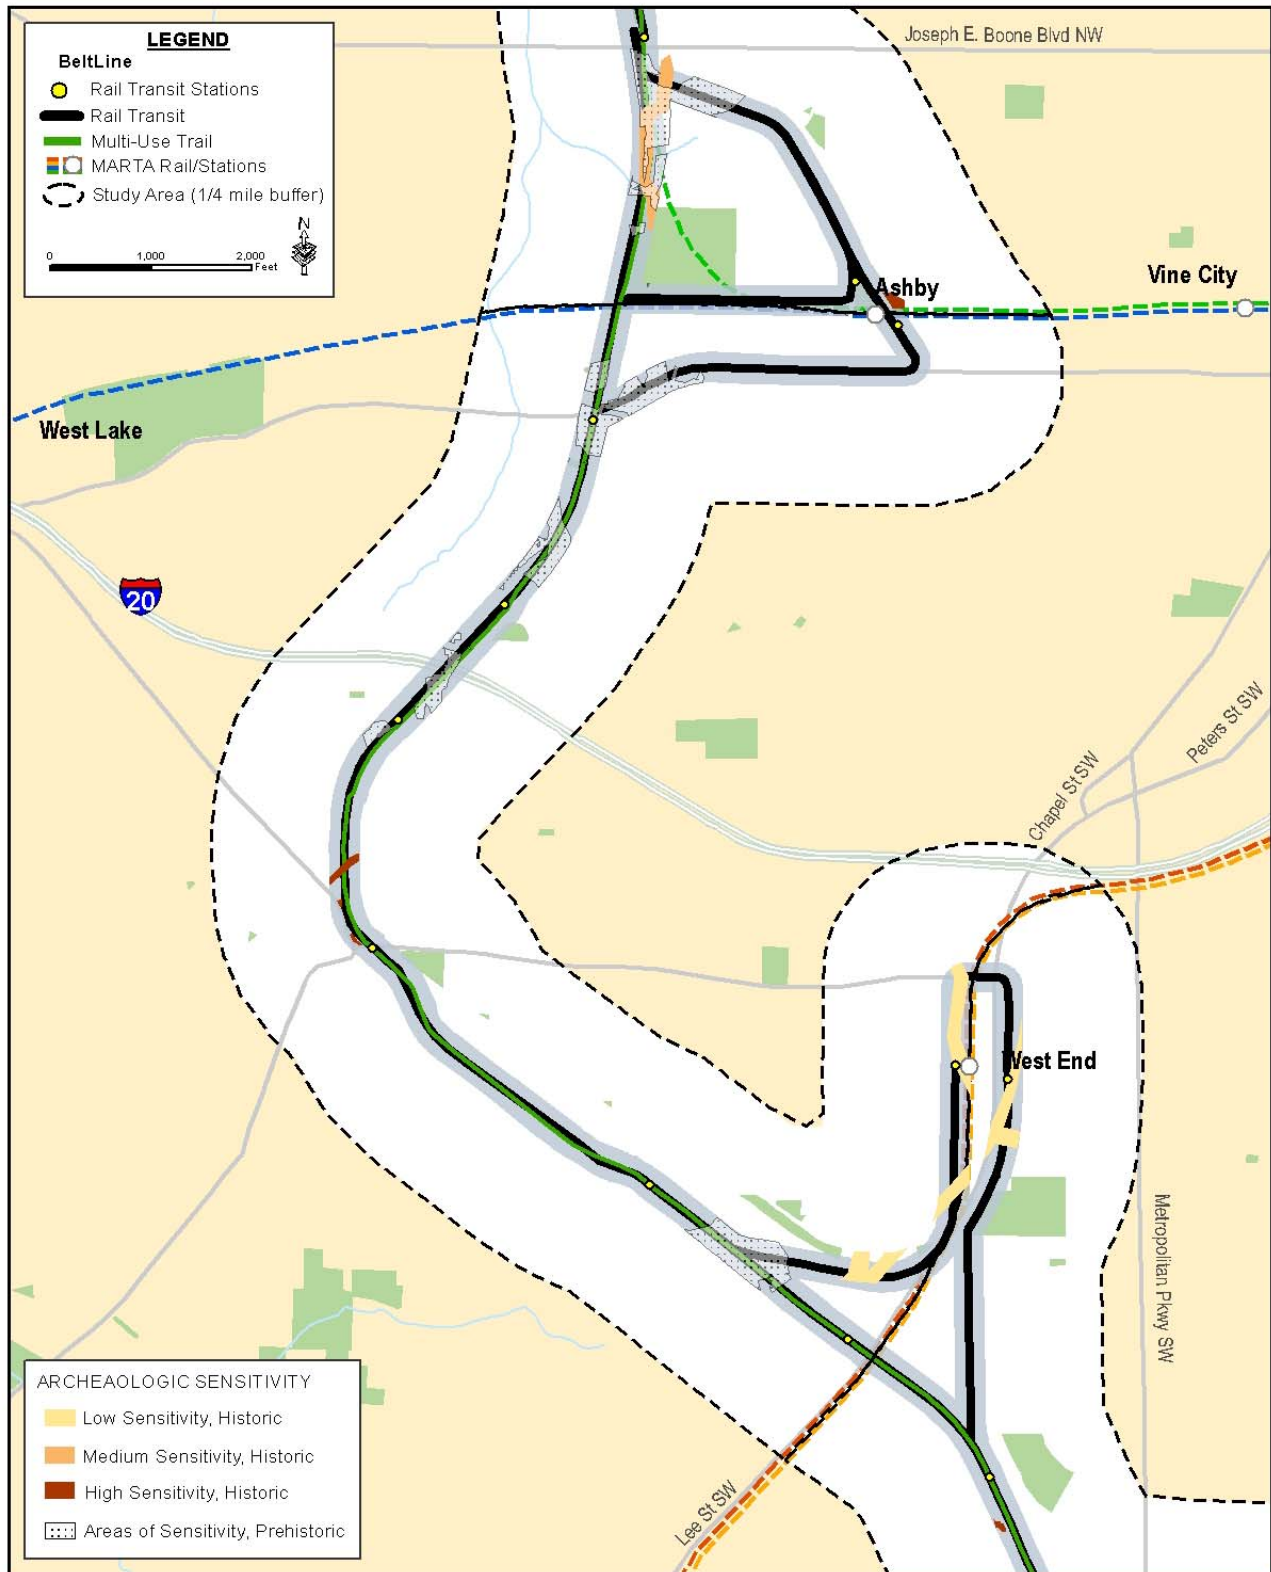 LEGEND
BeltLine
Rail Transit Stations
Rail Transit
Multi-Use Trail
MARTA Rail/Stations
Study Area (1/4 mile buffer)
N
0 1,000 2,000
Feet
Joseph E. Boone Blvd NW
Vine City
Ashby
West Lake
20
Peters St SW
Chapel St SW
West End
Metropolitan Pkwy SW
Lee St SW
ARCHEAOLOGIC SENSITIVITY
Low Sensitivity, Historic
Medium Sensitivity, Historic
High Sensitivity, Historic
Areas of Sensitivity, Prehistoric